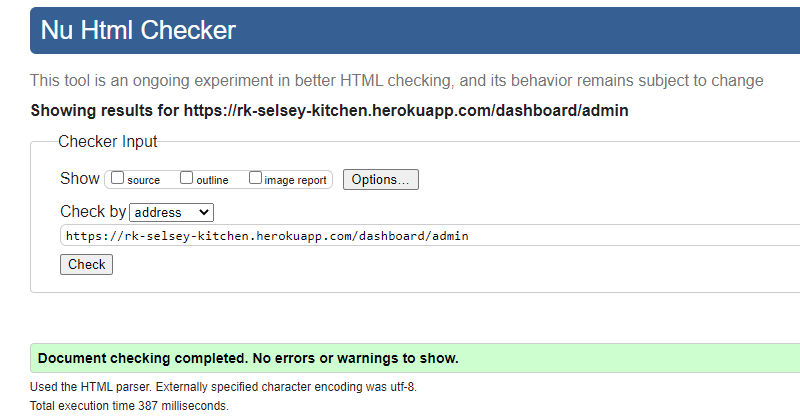 Nu Html Checker
This tool is an ongoing experiment in better HTML checking, and its behavior remains subject to change
Showing results for https://rk-selsey-kitchen.herokuapp.com/dashboard/admin
Checker Input
Show source outline image report Options...
Check by address
https://rk-selsey-kitchen.herokuapp.com/dashboard/admin
Check
Document checking completed. No errors or warnings to show.
Used the HTML parser. Externally specified character encoding was utf-8.
Total execution time 387 milliseconds.